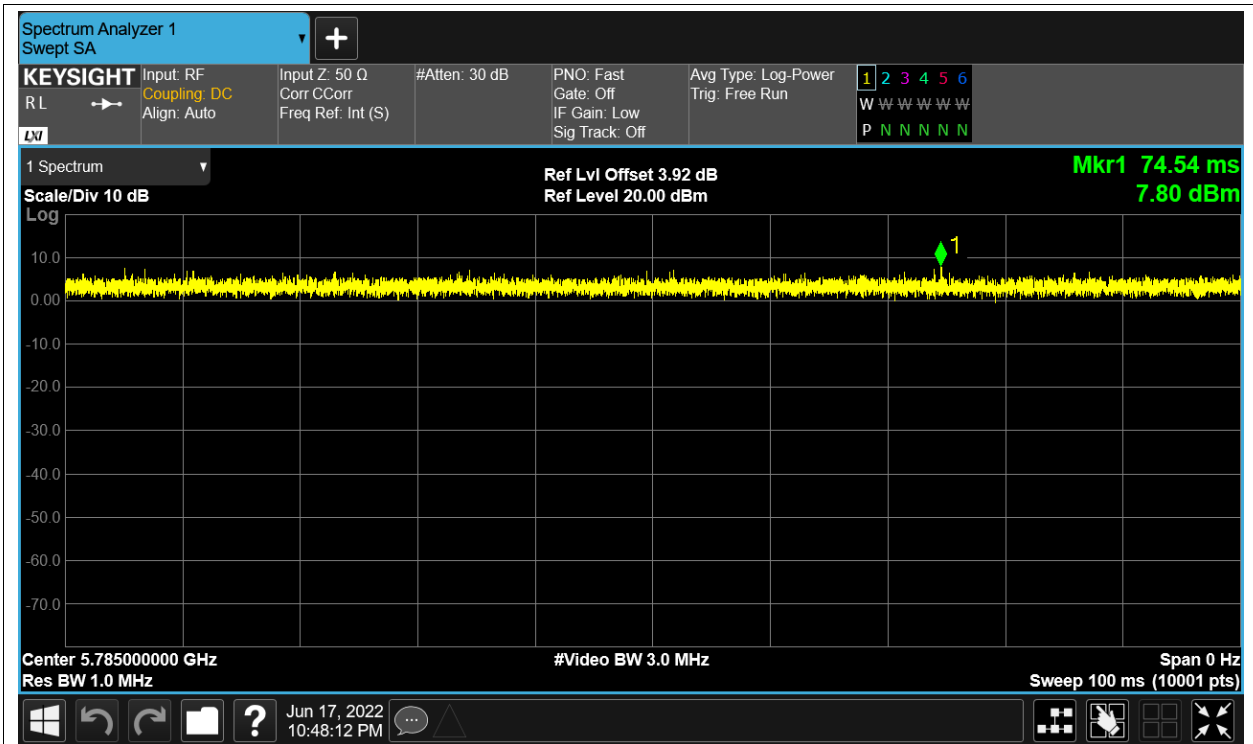 Spectrum Analyzer 1
Swept SA
KEYSIGHT
R L
LXI
Input: RF
Coupling: DC
Align: Auto
Input Z: 50 Ω
Corr CCorr
Freq Ref: Int (S)
#Atten: 30 dB
PNO: Fast
Gate: Off
IF Gain: Low
Sig Track: Off
Avg Type: Log-Power
Trig: Free Run
1 2 3 4 5 6
W W W W W W
P N N N N N
1 Spectrum
Scale/Div 10 dB
Log
Ref Lvl Offset 3.92 dB
Ref Level 20.00 dBm
Mkr1 74.54 ms
7.80 dBm
1
10.0
0.00
-10.0
-20.0
-30.0
-40.0
-50.0
-60.0
-70.0
Center 5.785000000 GHz
Res BW 1.0 MHz
#Video BW 3.0 MHz
Span 0 Hz
Sweep 100 ms (10001 pts)
?
Jun 17, 2022
10:48:12 PM